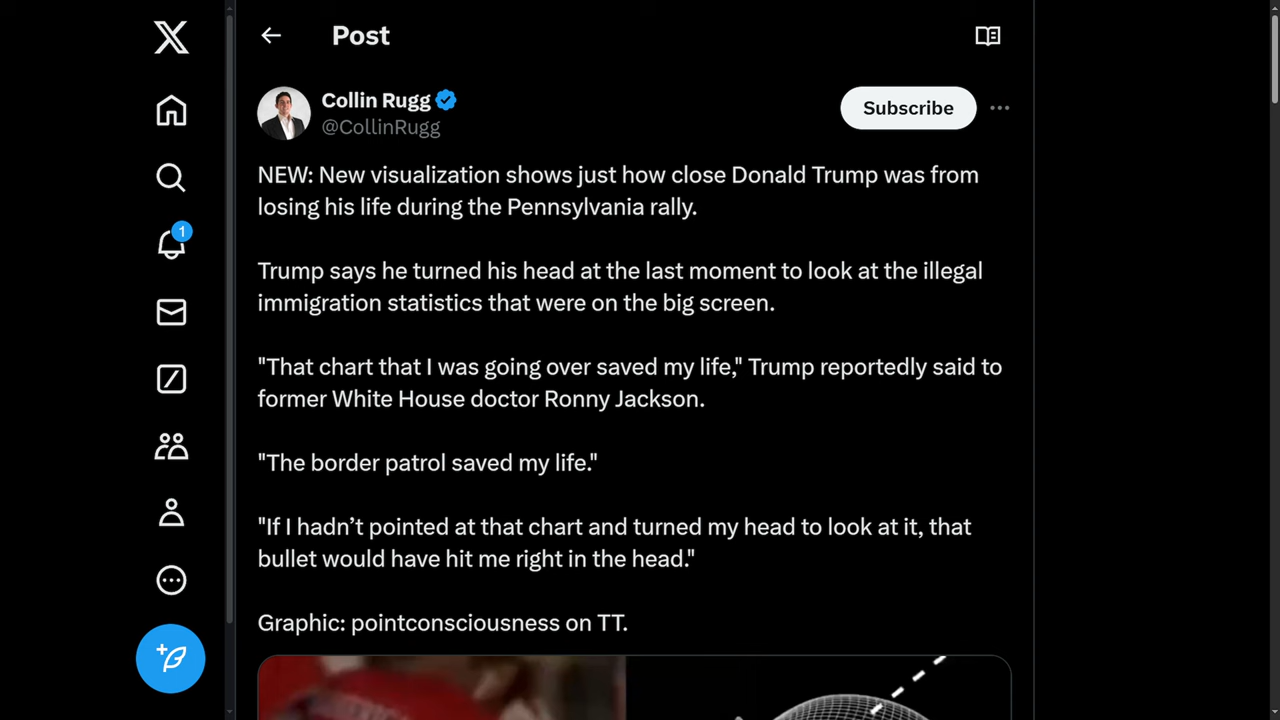 Post
Collin Rugg
@CollinRugg
Subscribe
NEW: New visualization shows just how close Donald Trump was from
losing his life during the Pennsylvania rally.
Trump says he turned his head at the last moment to look at the illegal
immigration statistics that were on the big screen.
"That chart that I was going over saved my life," Trump reportedly said to
former White House doctor Ronny Jackson.
"The border patrol saved my life."
"If I hadn’t pointed at that chart and turned my head to look at it, that
bullet would have hit me right in the head."
Graphic: pointconsciousness on TT.
1